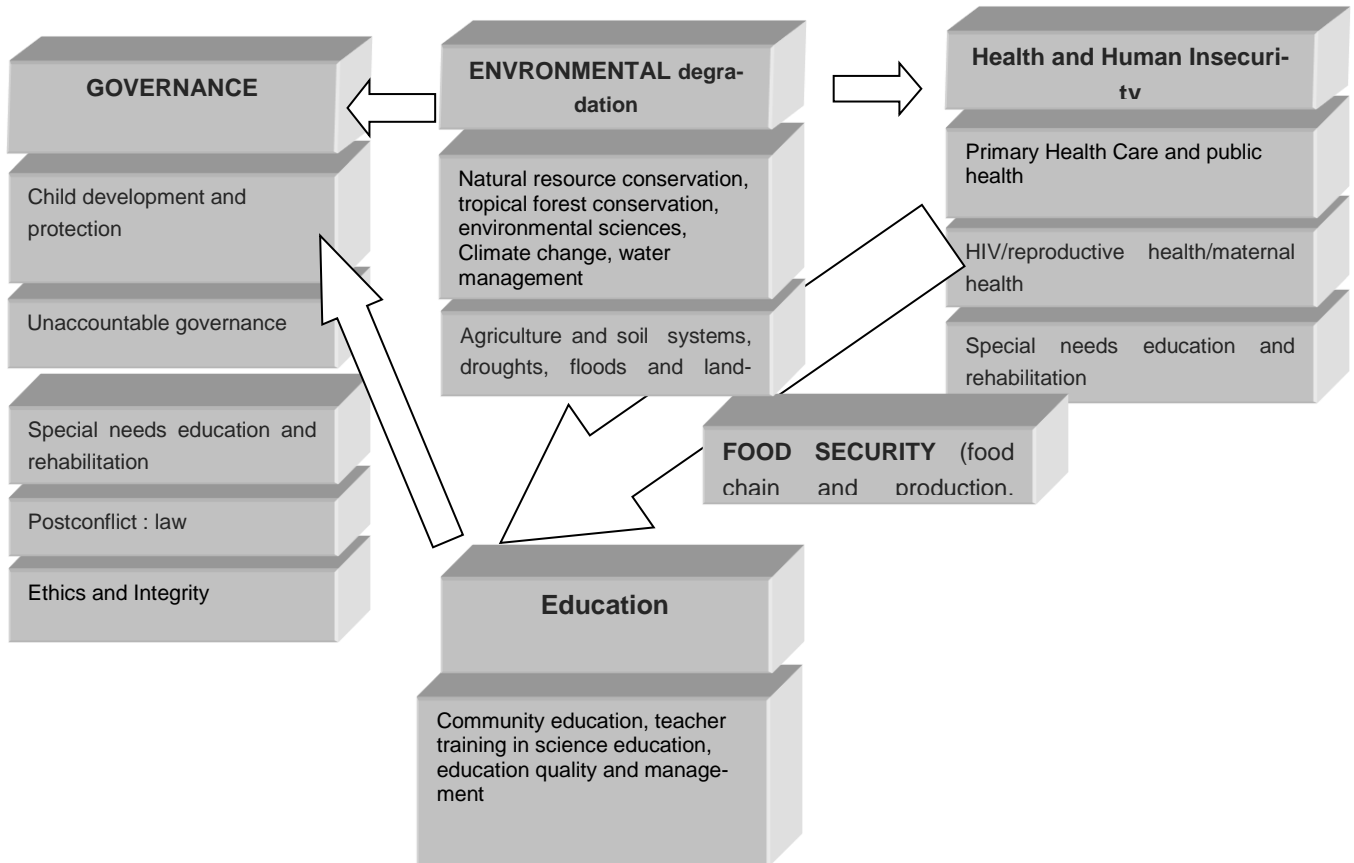 GOVERNANCE
Child development and
protection
Unaccountable governance
Special needs education and
rehabilitation
Postconflict : law
Ethics and Integrity
ENVRONMENTAL degra-
dation
Natural resource conservation,
tropical forest conservation,
environmental sciences,
Climate change, water
management
Agriculture and soil systems,
droughts, floods and land-
Health and Human Insecuri-
ty
Primary Health Care and public
health
HIV/reproductive health/maternal
health
Special needs education and
rehabilitation
FOOD SECURITY (food
chain and production,
Education
Community education, teacher
training in science education,
education quality and manage-
ment